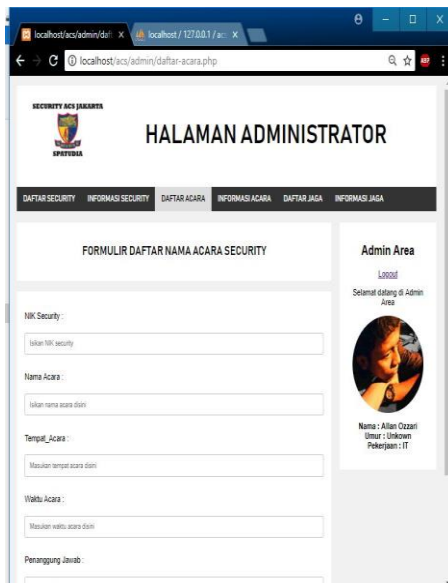 localhost/acs/admin/daft
localhost / 127.0.0.1 / acs
localhost/acs/admin/daftar-acara.php
SECURITY ACS JAKARTA
SPATUDIA
HALAMAN ADMINISTRATOR
DAFTAR SECURITY INFORMASI SECURITY DAFTAR ACARA INFORMASI ACARA DAFTAR JAGA INFORMASI JAGA
FORMULIR DAFTAR NAMA ACARA SECURITY
NIK Security :
Isikan NIK security
Nama Acara :
Isikan nama acara disini
Tempat_Acara :
Masukan tempat acara disini
Waktu Acara :
Masukan waktu acara disini
Penanggung Jawab :
Admin Area
Logout
Selamat datang di Admin
Area
Nama : Allan Ozzari
Umur : Unkown
Pekerjaan : IT